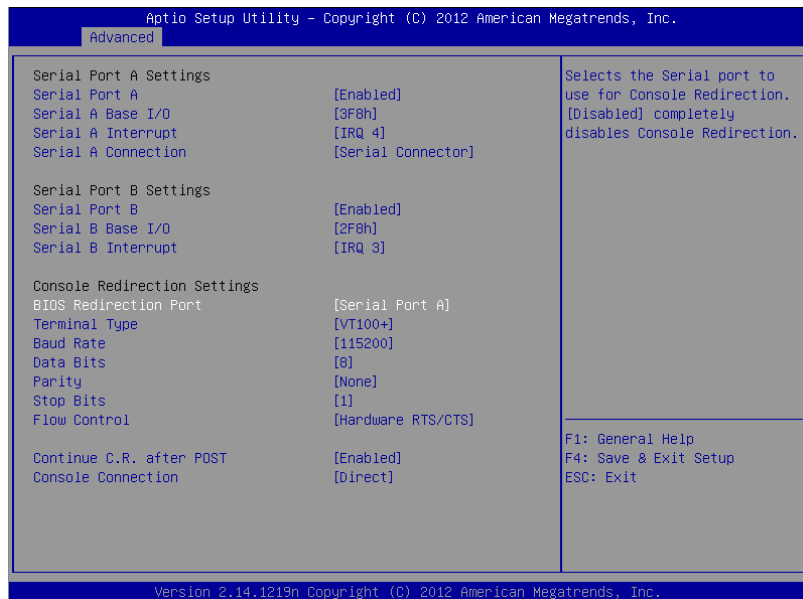 Aptio Setup Utility – Copyright (C) 2012 American Megatrends, Inc.
Advanced
Serial Port A Settings
Serial Port A [Enabled]
Serial A Base I/O [3F8h]
Serial A Interrupt [IRQ 4]
Serial A Connection [Serial Connector]
Serial Port B Settings
Serial Port B [Enabled]
Serial B Base I/O [2F8h]
Serial B Interrupt [IRQ 3]
Console Redirection Settings
BIOS Redirection Port [Serial Port A]
Terminal Type [VT100+]
Baud Rate [115200]
Data Bits [8]
Parity [None]
Stop Bits [1]
Flow Control [Hardware RTS/CTS]
Continue C.R. after POST [Enabled]
Console Connection [Direct]
Selects the Serial port to
use for Console Redirection.
[Disabled] completely
disables Console Redirection.
F1: General Help
F4: Save & Exit Setup
ESC: Exit
Version 2.14.1219n Copyright (C) 2012 American Megatrends, Inc.